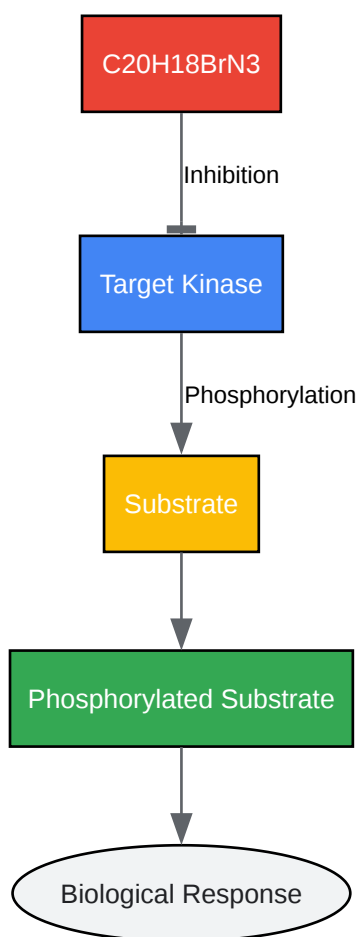 C20H18BrN3
Inhibition
Target Kinase
Phosphorylation
Substrate
Phosphorylated Substrate
Biological Response